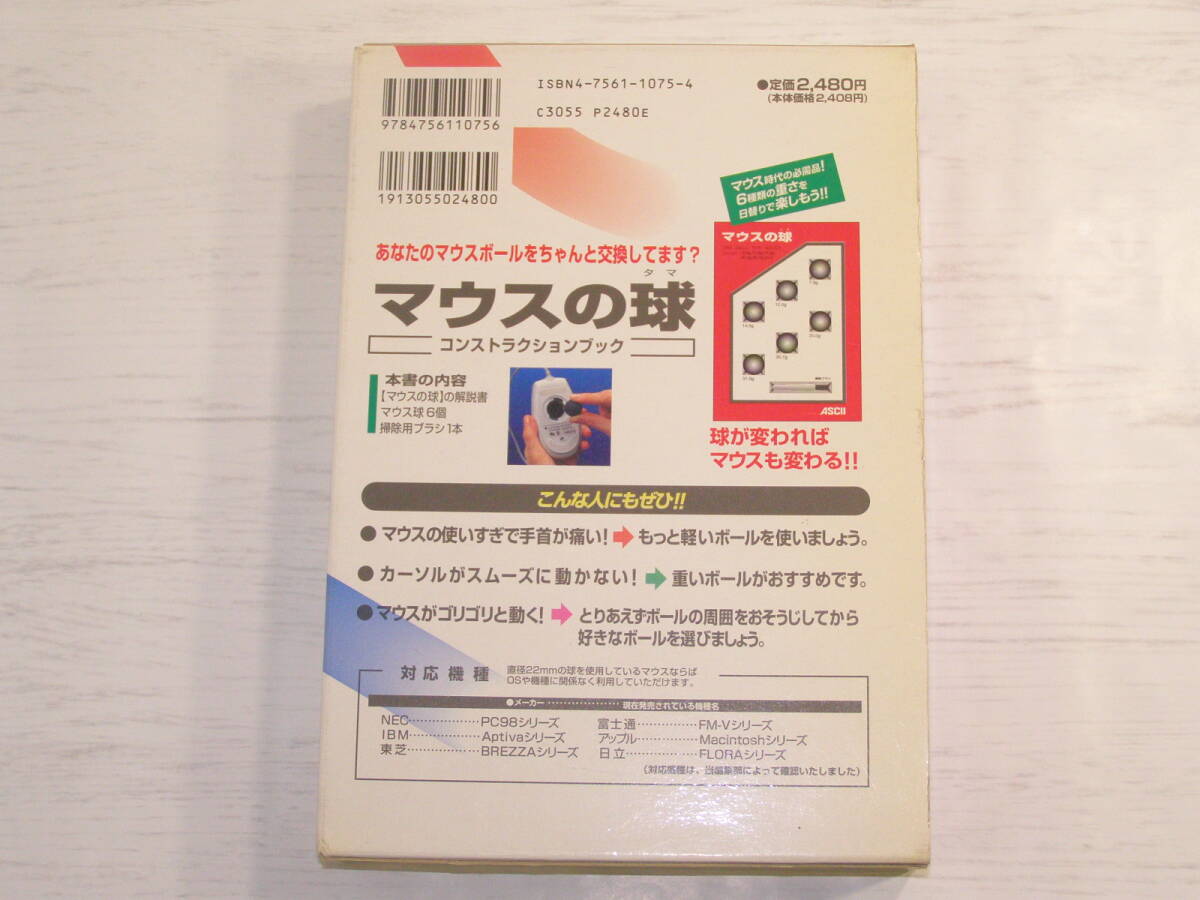 ISBN4-7561-1075-4
C3055 P2480E
●定価2,480円
(本体価格2,408円)
9784756110756
1913055024800
マウス時代の必需品!
6種類の重さを
日替りで楽しもう!!
マウスの球
ASCII
球が変われば
マウスも変わる!!
あなたのマウスボールをちゃんと交換してます?
タマ
マウスの球
コンストラクションブック
本書の内容
【マウスの球】の解説書
マウス球6個
掃除用ブラシ1本
こんな人にもぜひ!!
●マウスの使いすぎで手首が痛い!➡もっと軽いボールを使いましょう。
●カーソルがスムーズに動かない!➡重いボールがおすすめです。
●マウスがゴリゴリと動く!➡とりあえずボールの周囲をおそうじしてから
好きなボールを選びましょう。
対応機種
直径22mmの球を使用しているマウスならば
OSや機種に関係なく利用していただけます。
●メーカー………………現在発売されている機種名
NEC……………PC98シリーズ
IBM……………Aptivaシリーズ
東芝……………BREZZAシリーズ
富士通…………FM-Vシリーズ
アップル…………Macintoshシリーズ
日立……………FLORAシリーズ
(対応機種は、当編集部によって確認いたしました)